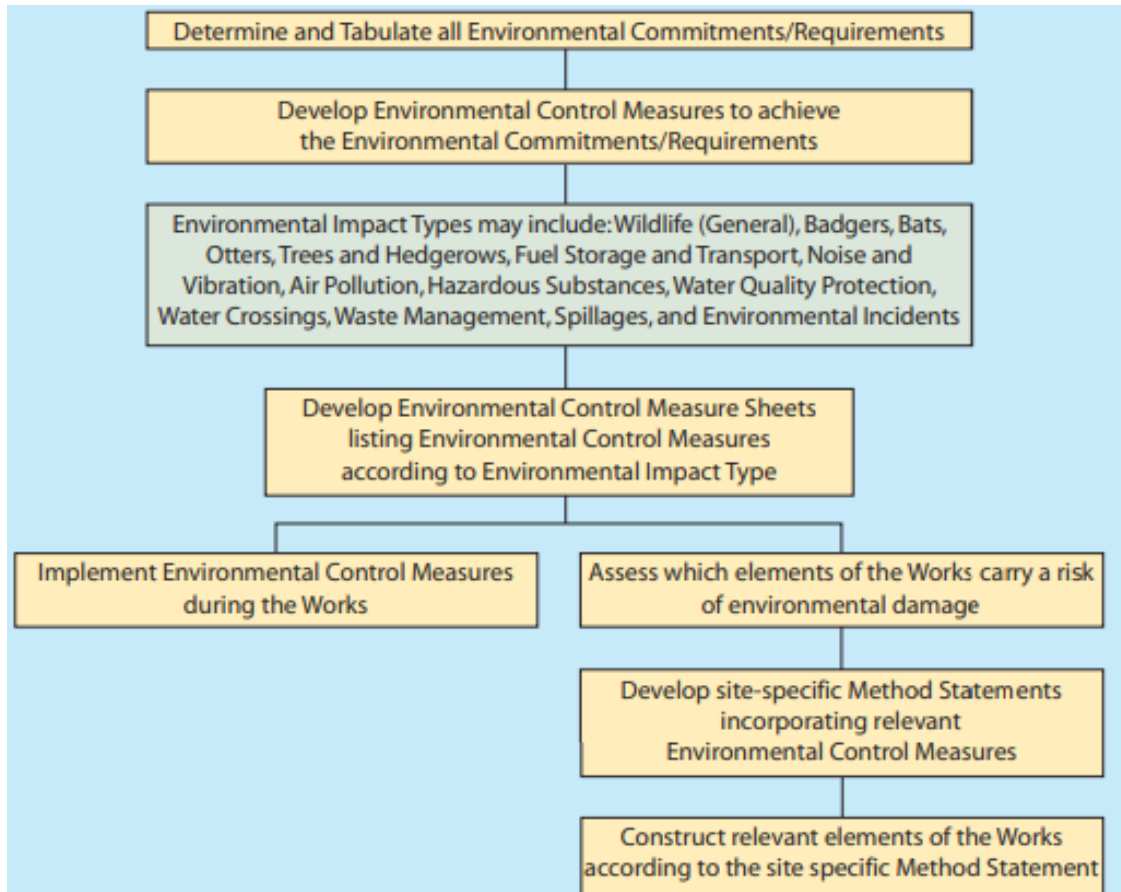 Determine and Tabulate all Environmental Commitments/Requirements
Develop Environmental Control Measures to achieve
the Environmental Commitments/Requirements
Environmental Impact Types may include: Wildlife (General), Badgers, Bats,
Otters, Trees and Hedgerows, Fuel Storage and Transport, Noise and
Vibration, Air Pollution, Hazardous Substances, Water Quality Protection,
Water Crossings, Waste Management, Spillages, and Environmental Incidents
Develop Environmental Control Measure Sheets
listing Environmental Control Measures
according to Environmental Impact Type
Implement Environmental Control Measures
during the Works
Assess which elements of the Works carry a risk
of environmental damage
Develop site-specific Method Statements
incorporating relevant
Environmental Control Measures
Construct relevant elements of the Works
according to the site specific Method Statement